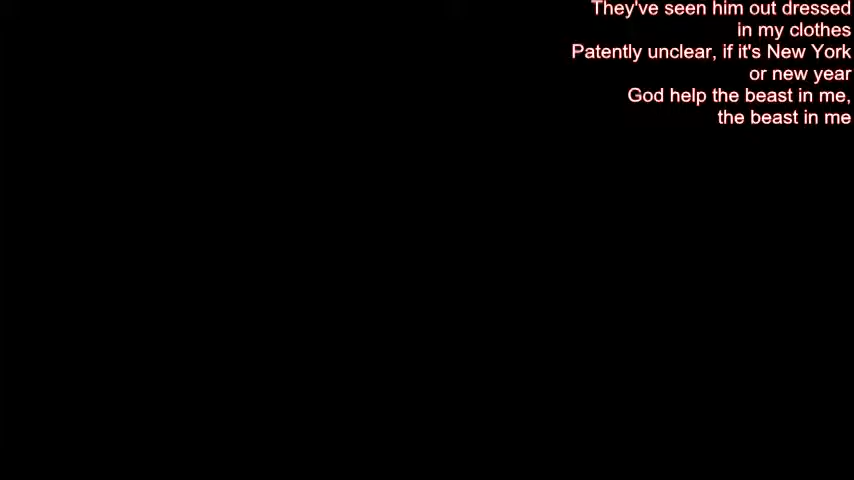 They've seen him out dressed
in my clothes
Patently unclear, if it's New York
or new year
God help the beast in me,
the beast in me